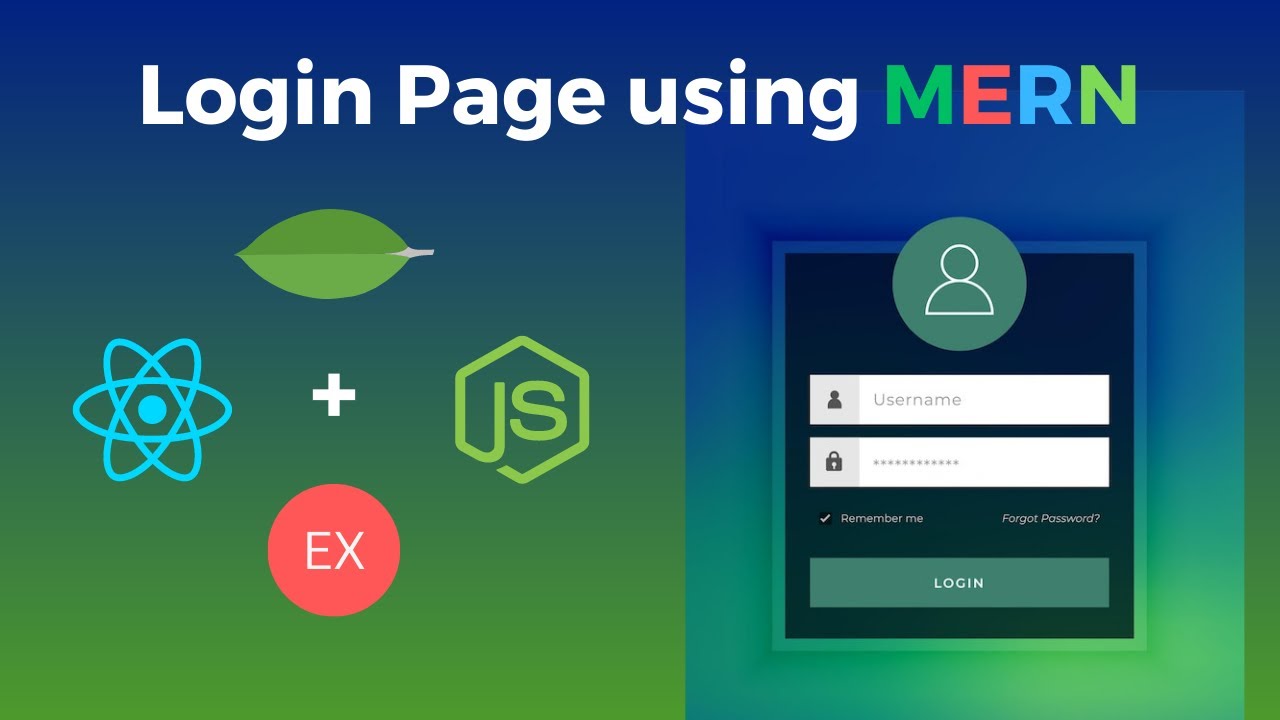 Login Page using MERN
JS
EX
Username
************
Remember me
Forgot Password?
LOGIN